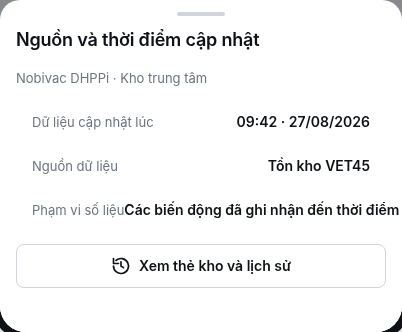 Nguồn và thời điểm cập nhật
Nobivac DHPPi · Kho trung tâm
Dữ liệu cập nhật lúc 09:42 · 27/08/2026
Nguồn dữ liệu Tồn kho VET45
Phạm vi số liệu Các biến động đã ghi nhận đến thời điểm
Xem thẻ kho và lịch sử